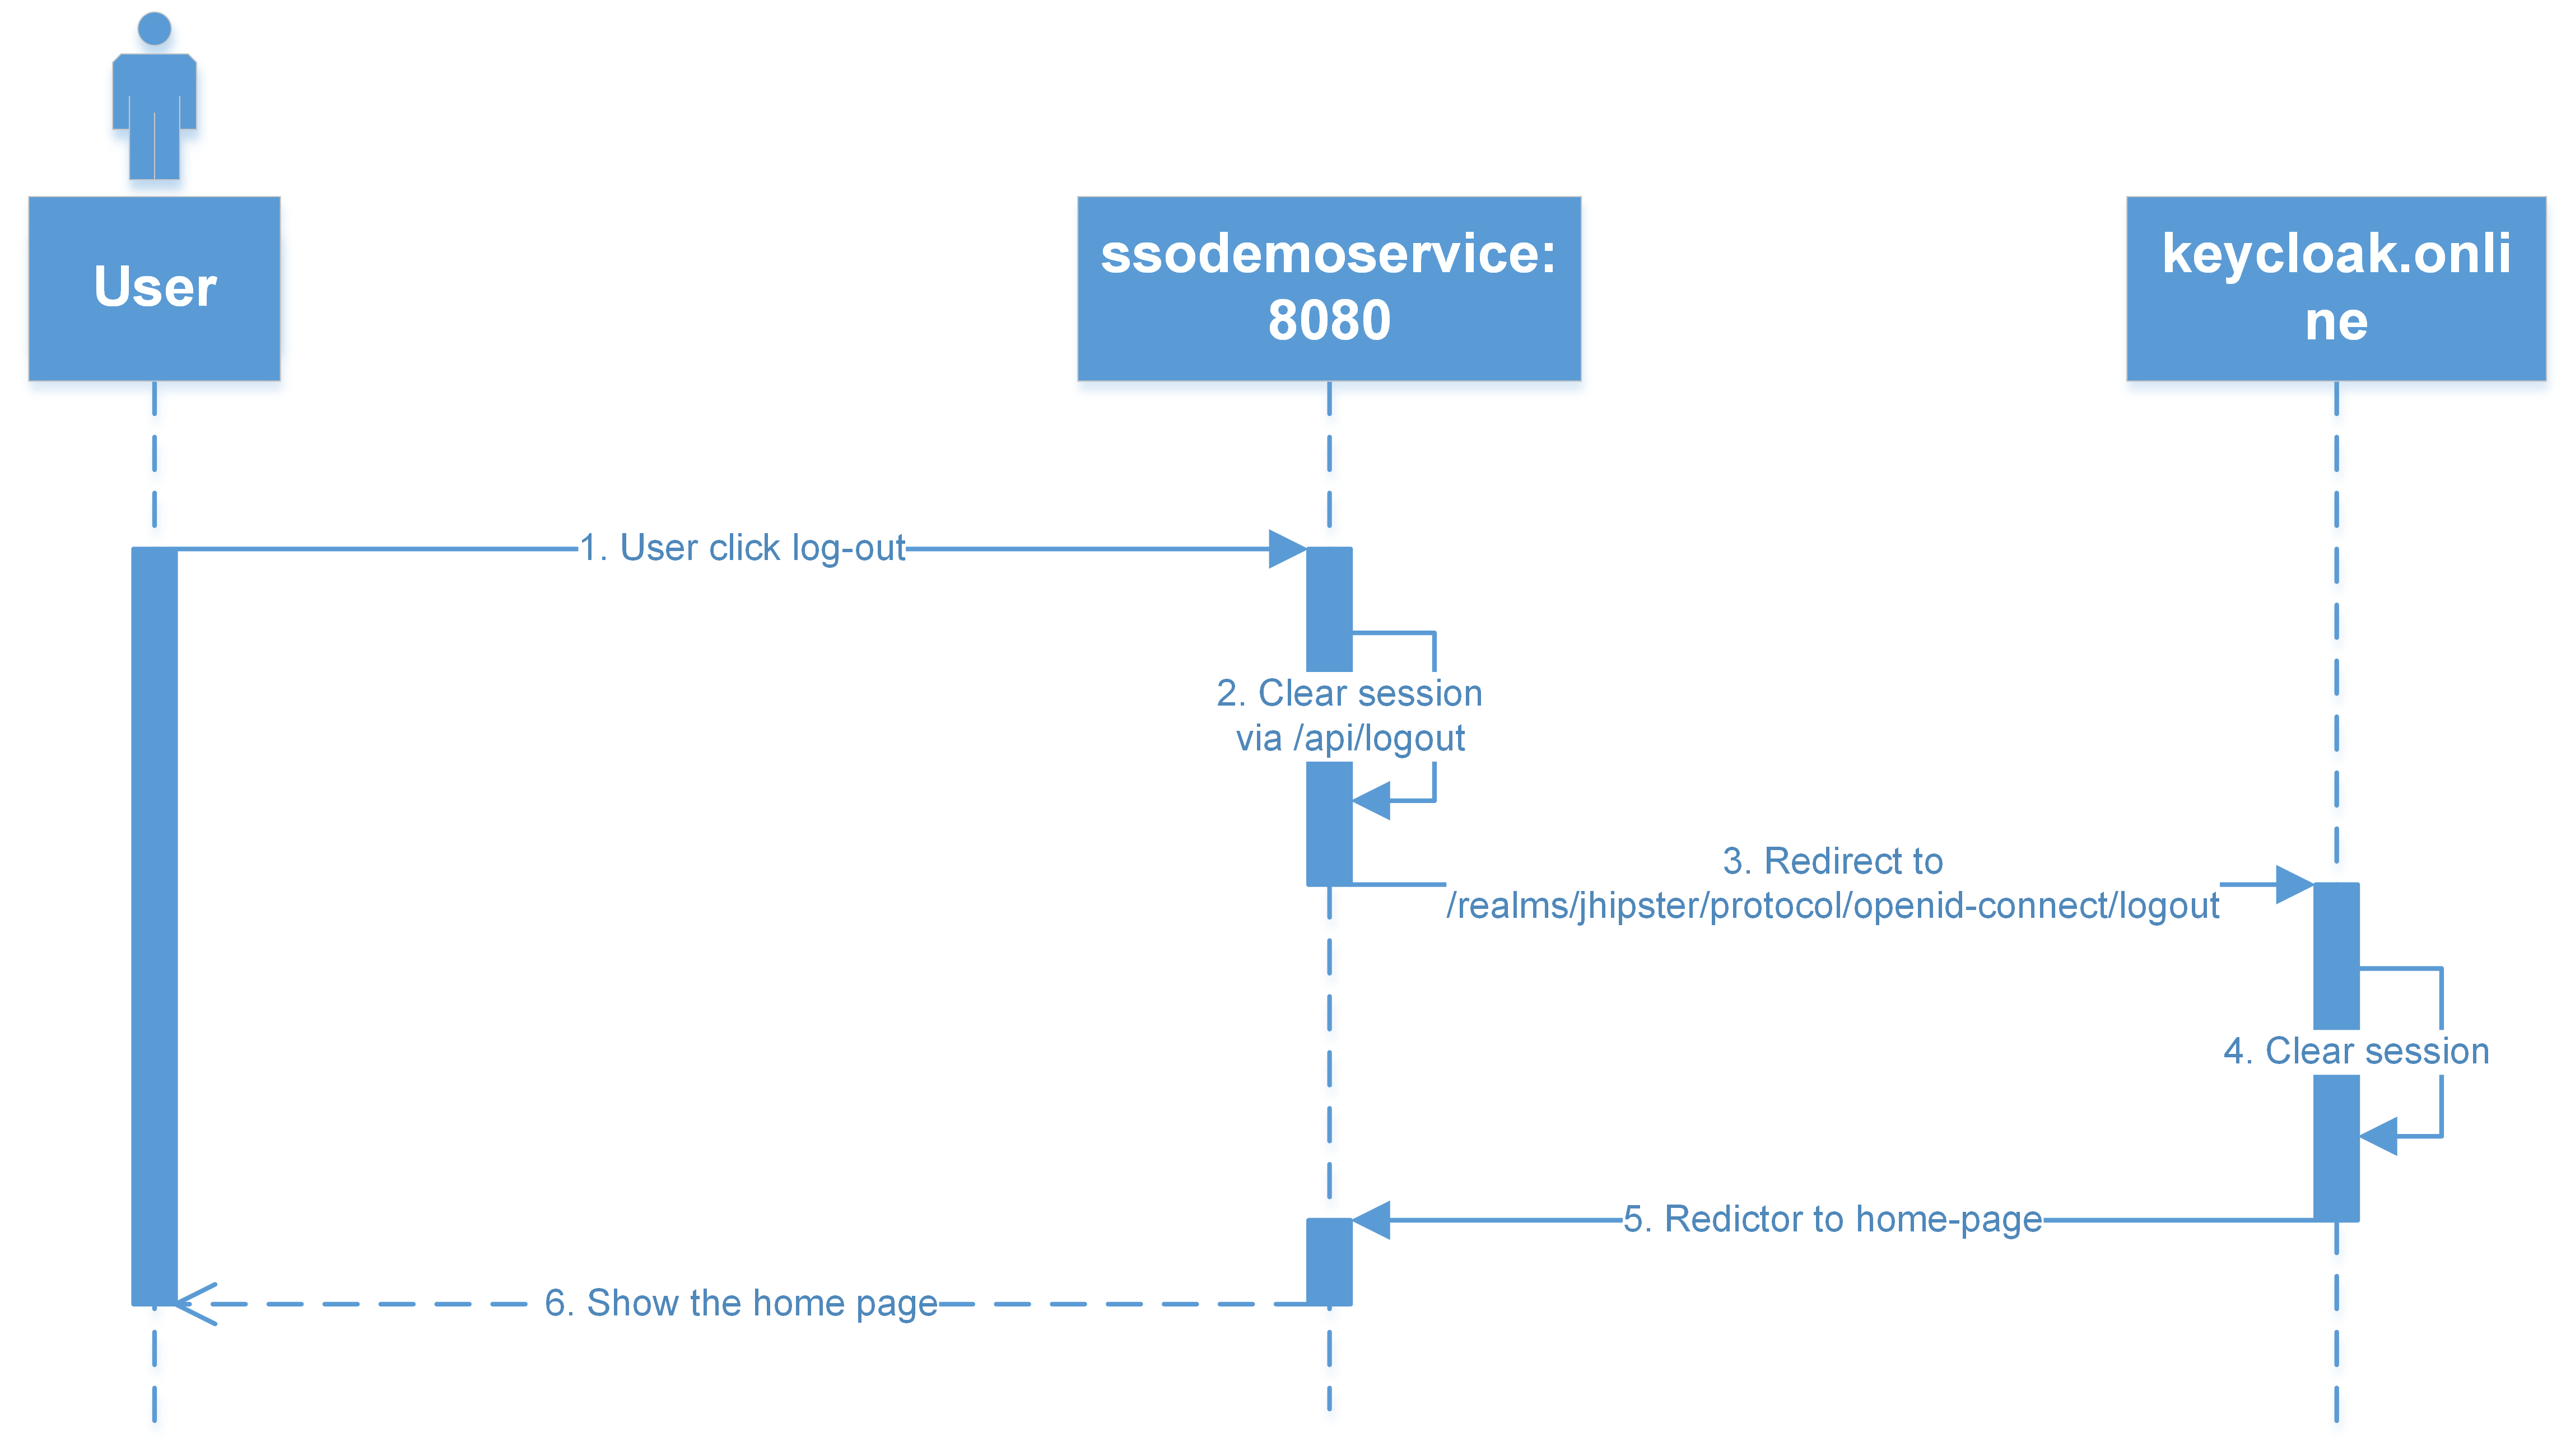 User
ssodemoservice:
8080
keycloak.onli
ne
1. User click log-out
2. Clear session
via /api/logout
3. Redirect to
/realms/jhipster/protocol/openid-connect/logout
4. Clear session
5. Redictor to home-page
6. Show the home page